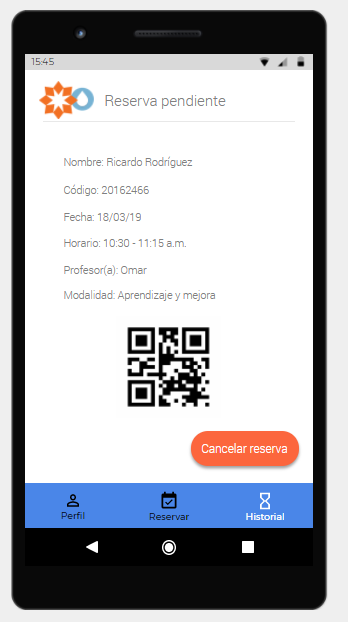 15:45
Reserva pendiente
Nombre: Ricardo Rodríguez
Código: 20162466
Fecha: 18/03/19
Horario: 10:30 - 11:15 a.m.
Profesor(a): Omar
Modalidad: Aprendizaje y mejora
Cancelar reserva
Perfil Reservar Historial